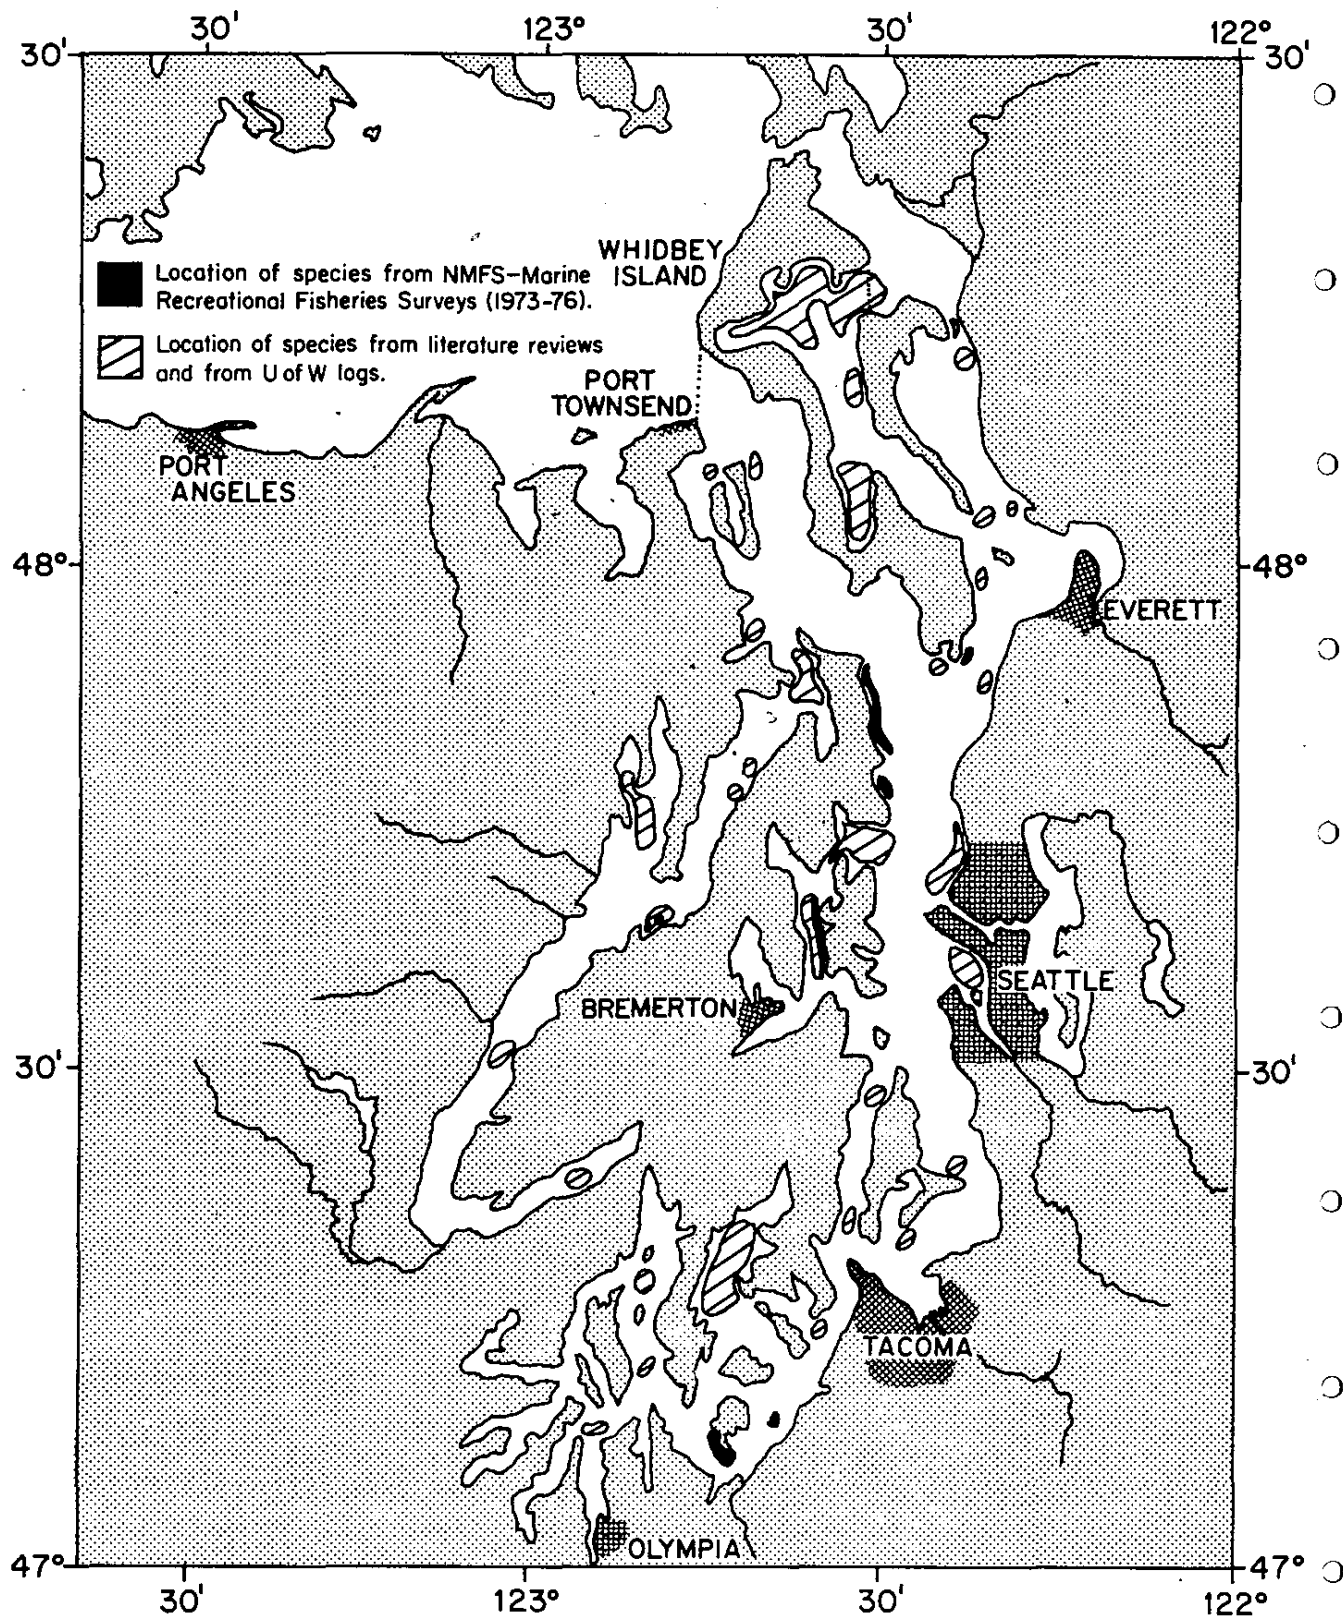 30' 123° 30' 122°
30' 30'
WHIDBEY
ISLAND
Location of species from NMFS-Marine
Recreational Fisheries Surveys (1973-76).
Location of species from literature reviews
and from U of W logs.
PORT
TOWNSEND
PORT
ANGELES
48° 48°
EVERETT
SEATTLE
BREMERTON
30' 30'
TACOMA
OLYMPIA
47° 47°
30' 123° 30' 122°